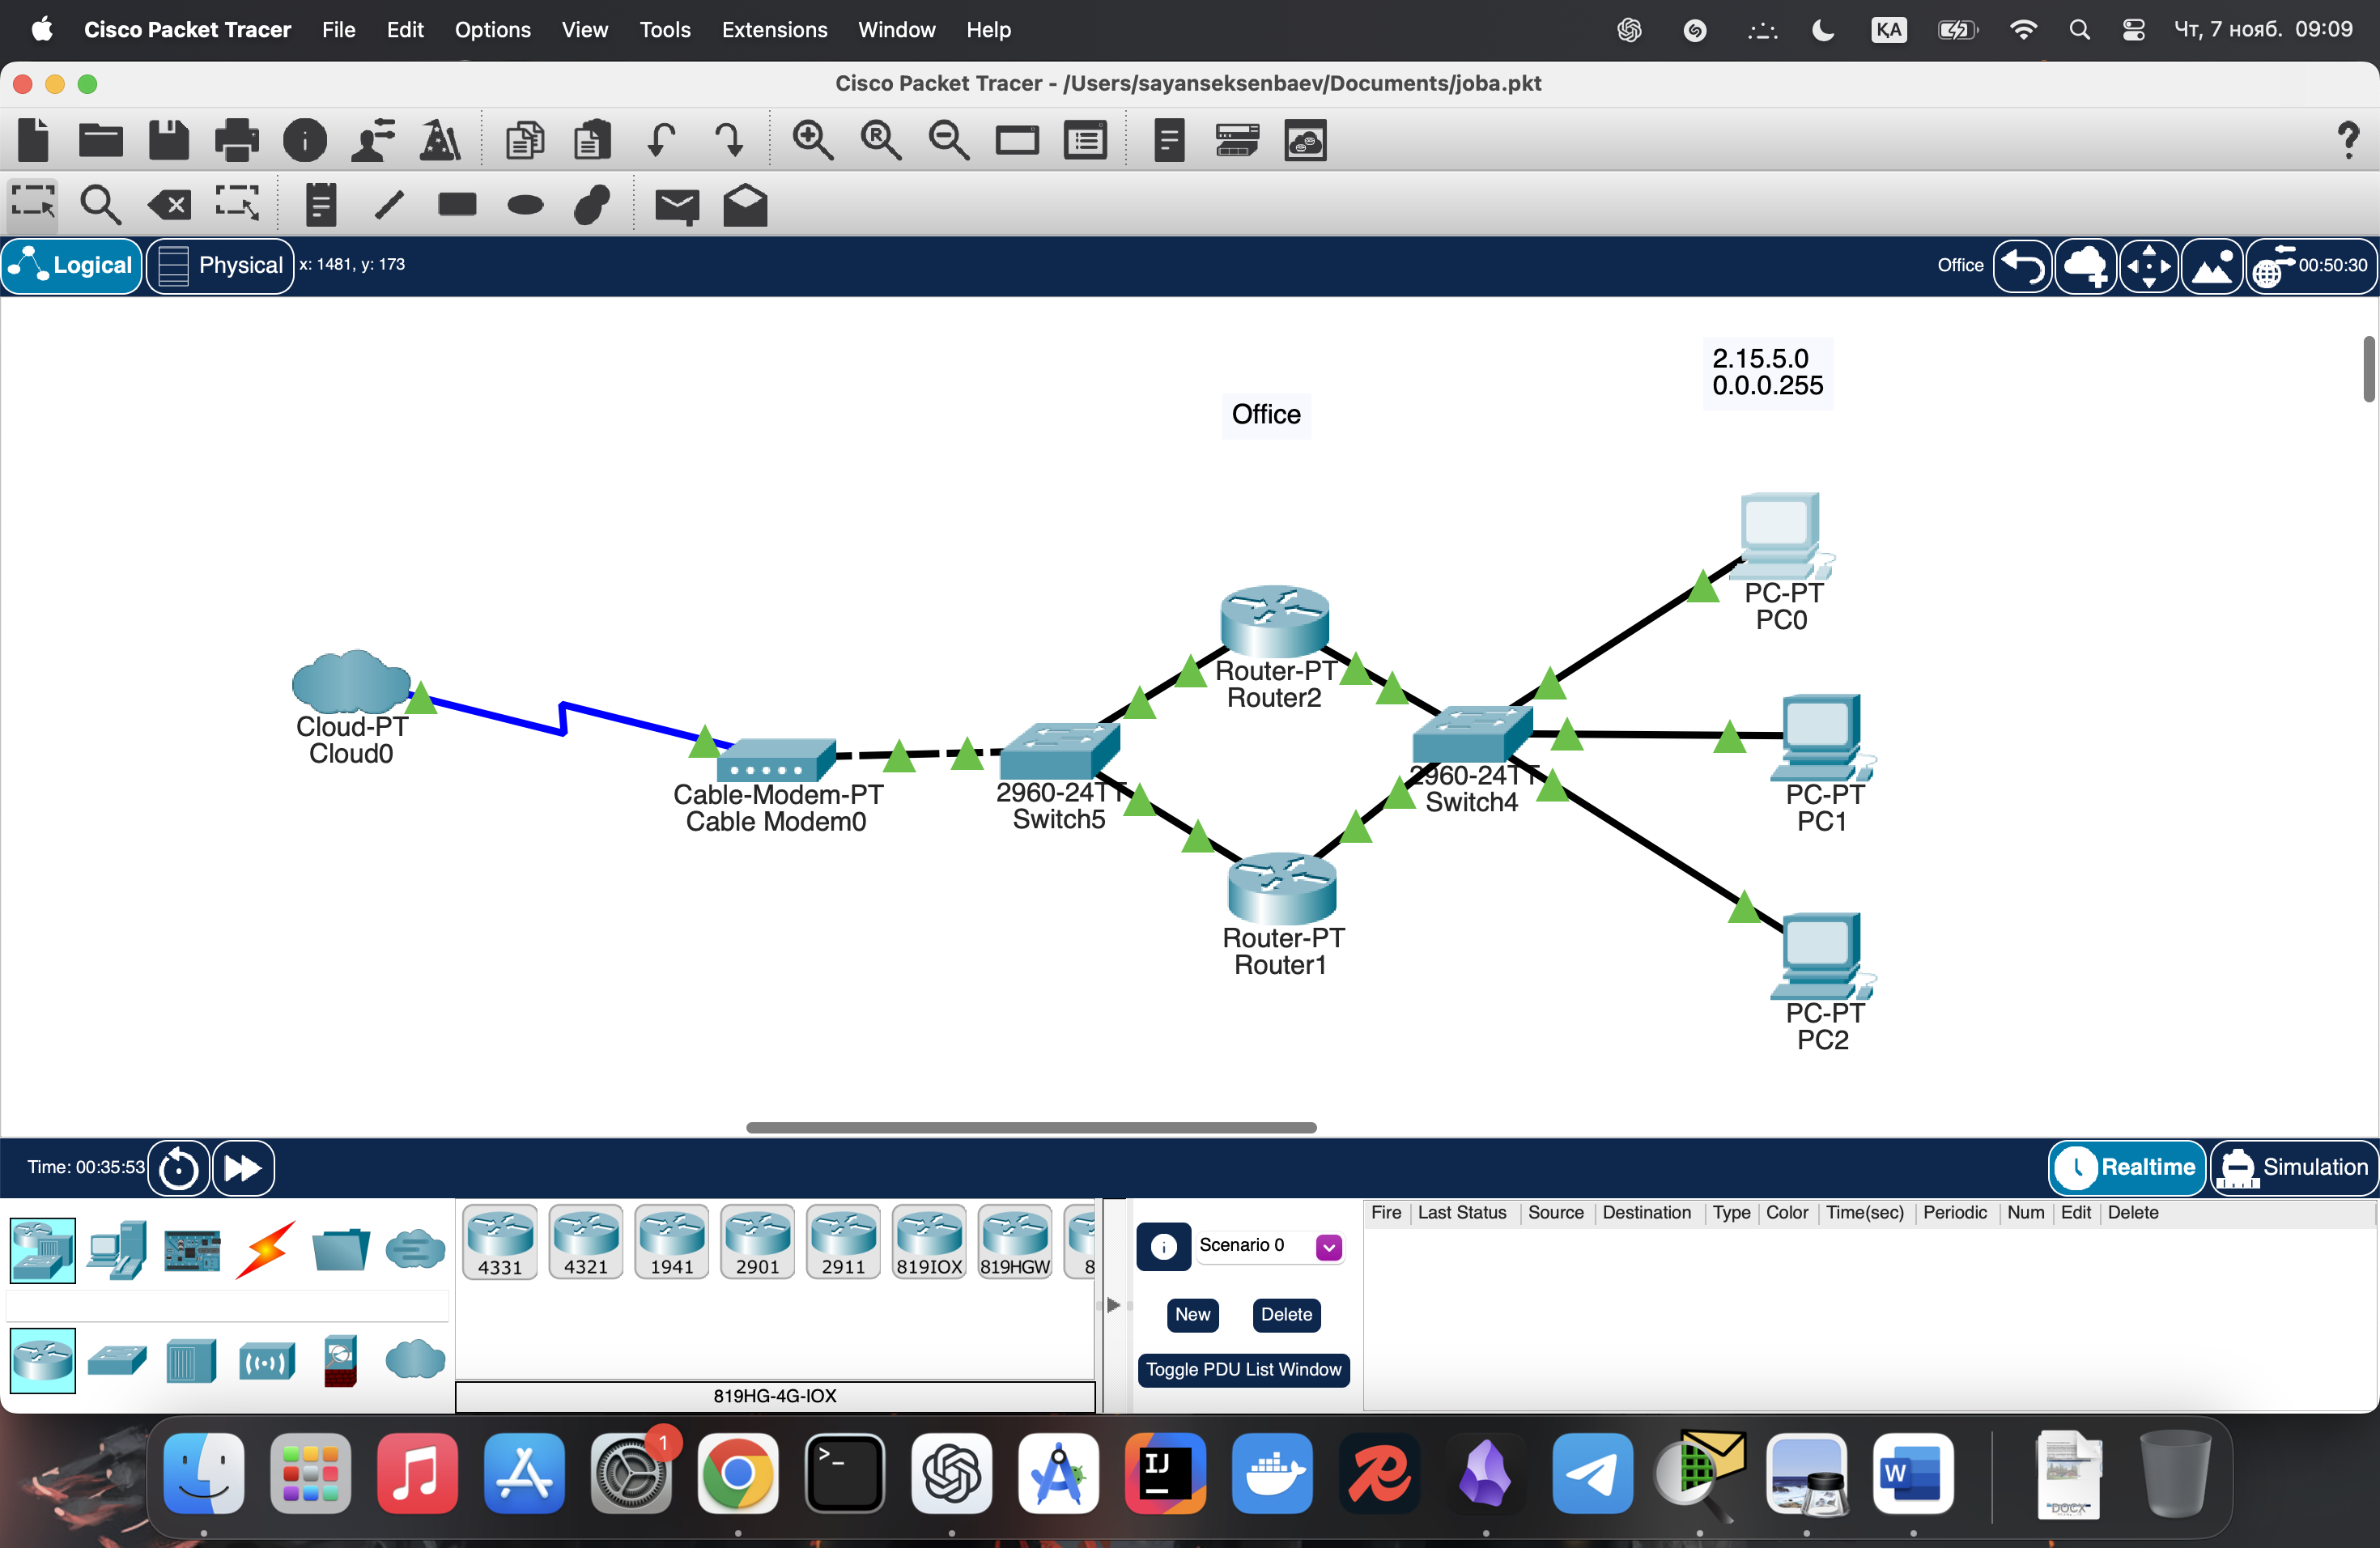 Cisco Packet Tracer File Edit Options View Tools Extensions Window Help KA Чт, 7 нояб. 09:09
Cisco Packet Tracer - /Users/sayanseksenbaev/Documents/joba.pkt
Logical Physical x: 1481, y: 173 Office 00:50:30
2.15.5.0
0.0.0.255
Office
PC-PT
PC0
Router-PT
Router2
Cloud-PT
Cloud0
Cable-Modem-PT
Cable Modem0
2960-24TT
Switch5
2960-24TT
Switch4
PC-PT
PC1
Router-PT
Router1
PC-PT
PC2
Time: 00:35:53 Realtime Simulation
4331 4321 1941 2901 2911 819IOX 819HGW 8
819HG-4G-IOX
Scenario 0
New Delete
Toggle PDU List Window
Fire Last Status Source Destination Type Color Time(sec) Periodic Num Edit Delete
1
>_
IJ
W
DOCX